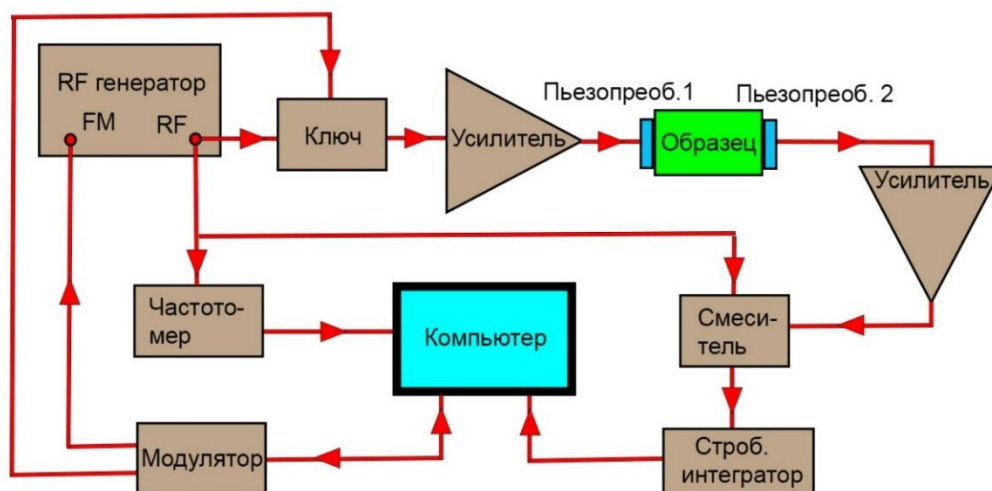 RF генератор
FM
RF
Ключ
Усилитель
Пьезопреоб.1
Пьезопреоб. 2
Образец
Усилитель
Частото-
мер
Компьютер
Смеси-
тель
Модулятор
Строб.
интегратор